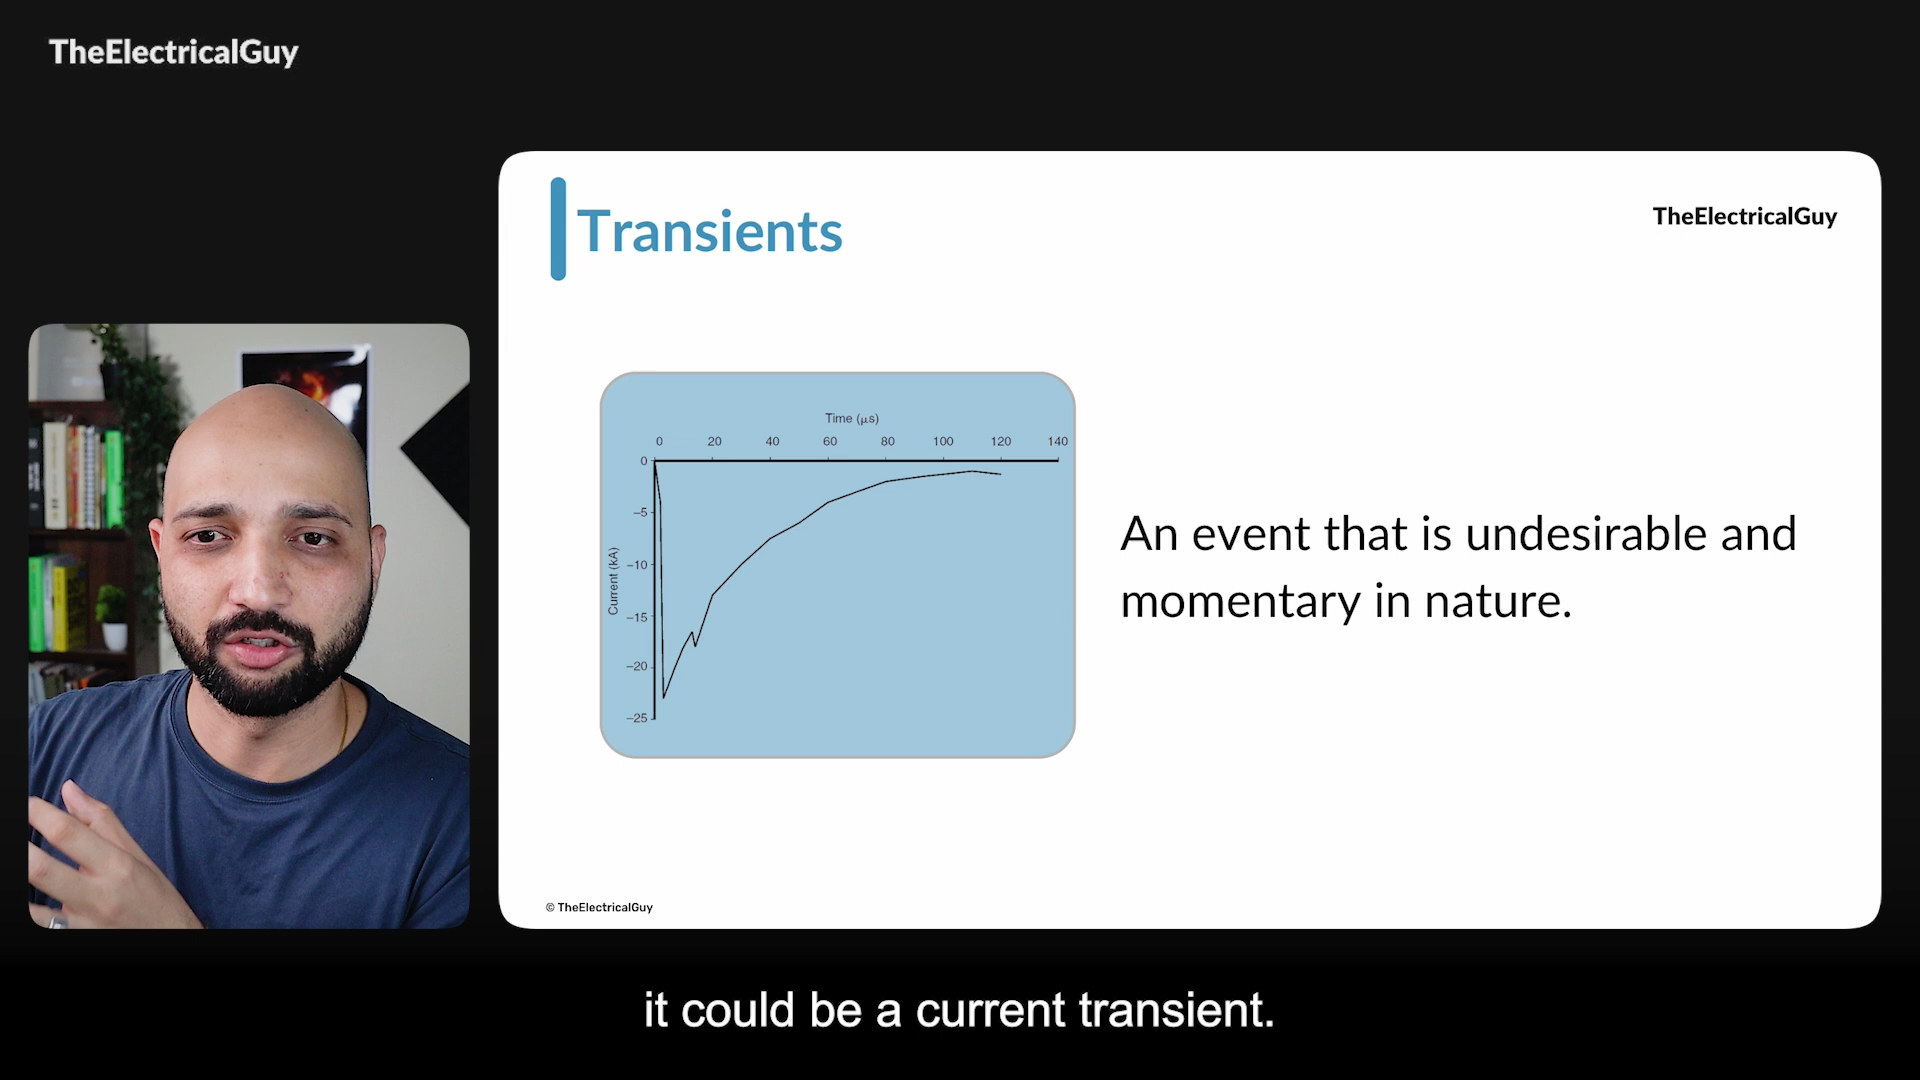 TheElectricalGuy
Transients
TheElectricalGuy
Time (μs)
0 20 40 60 80 100 120 140
0
−5
−10
−15
−20
−25
Current (kA)
An event that is undesirable and
momentary in nature.
© TheElectricalGuy
it could be a current transient.